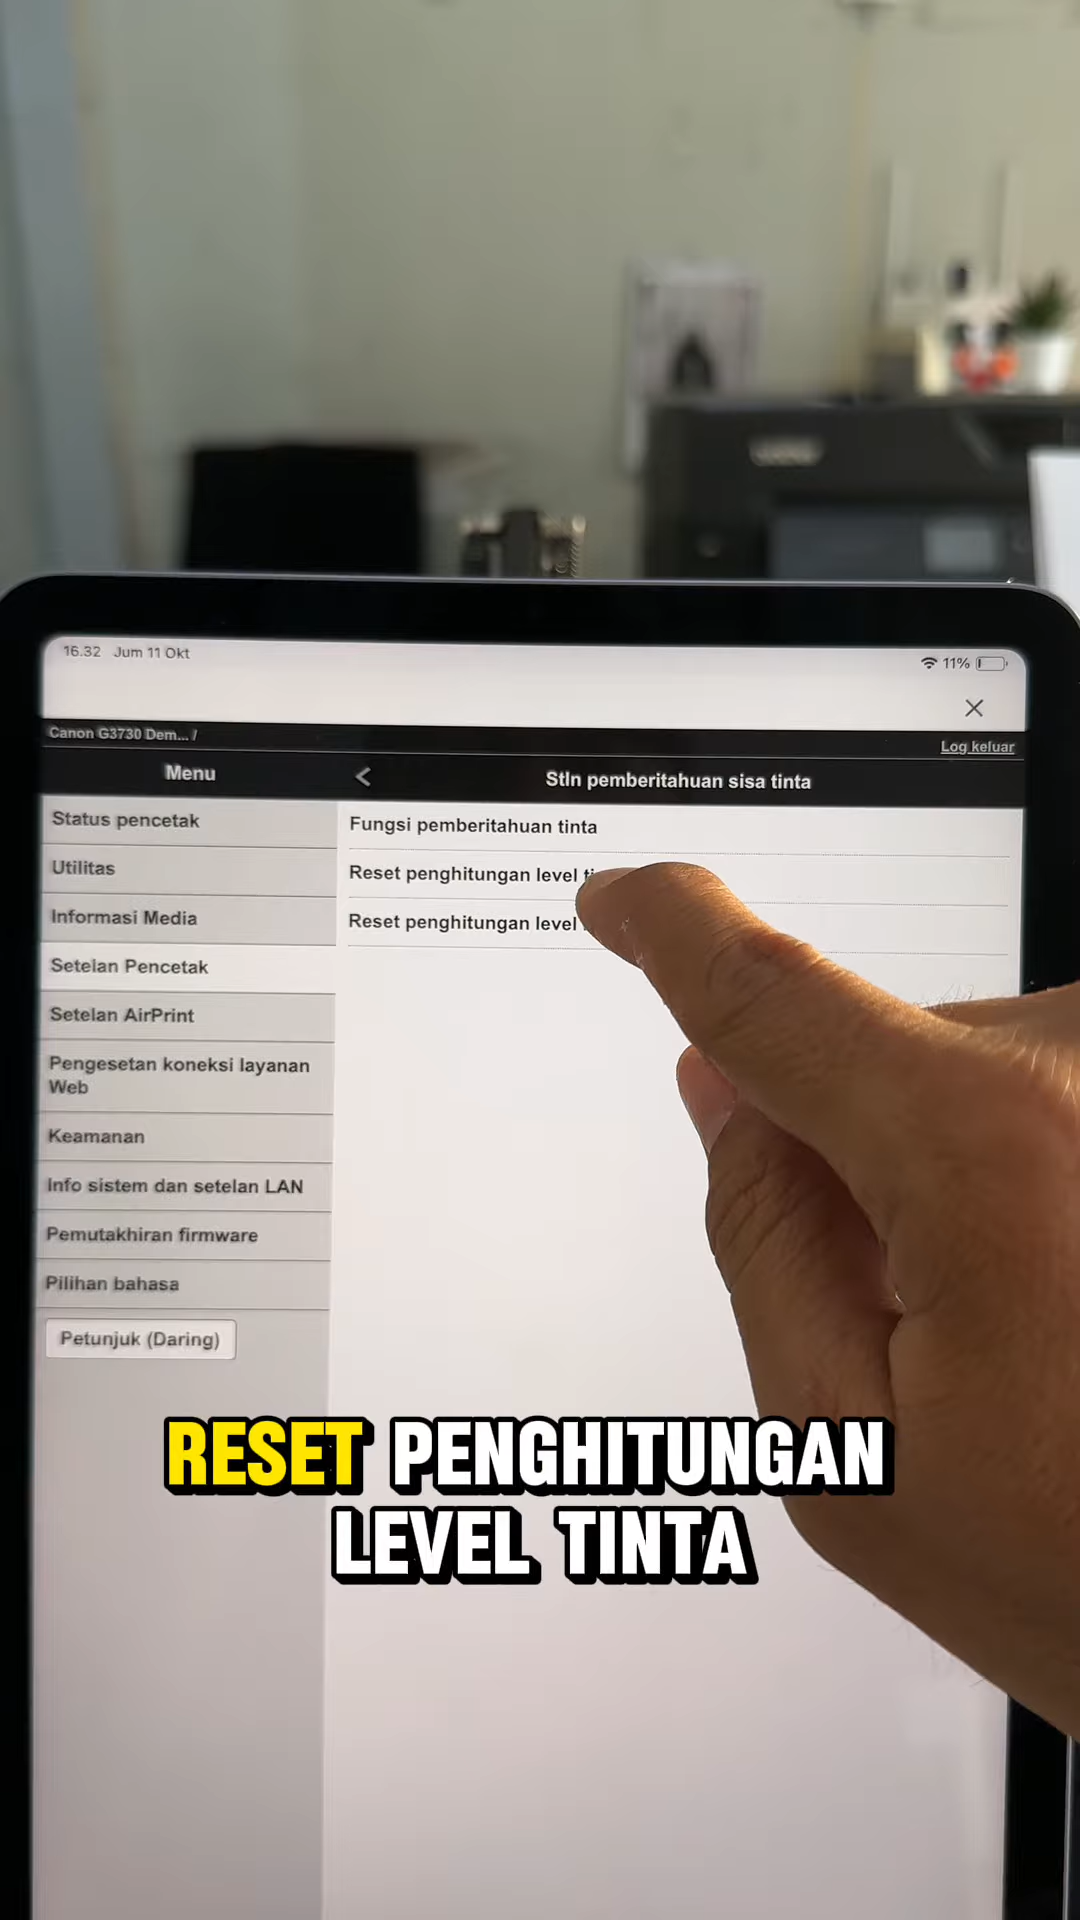 16.32 Jum 11 Okt
11%
Canon G3730 Dem... /
Log keluar
Menu
Stln pemberitahuan sisa tinta
Status pencetak
Utilitas
Informasi Media
Setelan Pencetak
Setelan AirPrint
Pengesetan koneksi layanan
Web
Keamanan
Info sistem dan setelan LAN
Pemutakhiran firmware
Pilihan bahasa
Petunjuk (Daring)
Fungsi pemberitahuan tinta
Reset penghitungan level
Reset penghitungan level
RESET PENGHITUNGAN
LEVEL TINTA